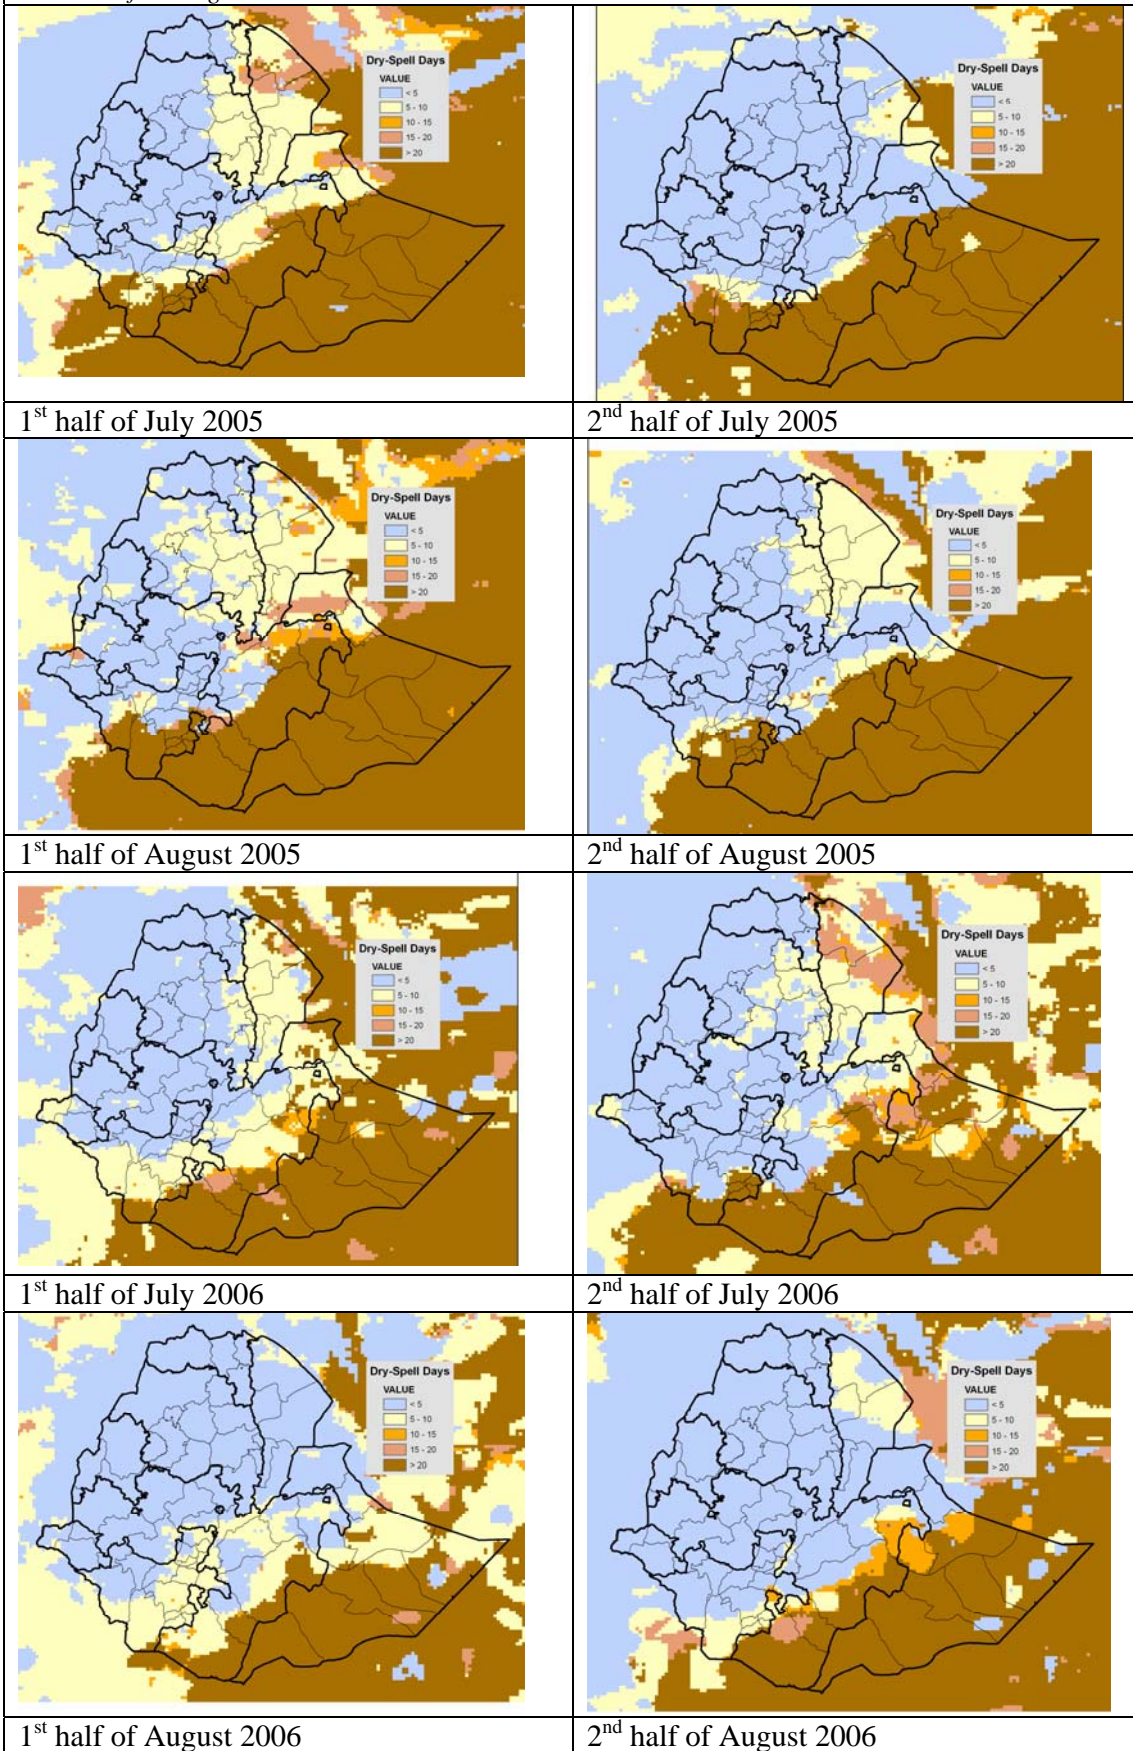 Dry-Spell Days
VALUE
< 5
5 - 10
10 - 15
15 - 20
> 20
Dry-Spell Days
VALUE
< 5
5 - 10
10 - 15
15 - 20
> 20
1st half of July 2005
2nd half of July 2005
Dry-Spell Days
VALUE
< 5
5 - 10
10 - 15
15 - 20
> 20
Dry-Spell Days
VALUE
< 5
5 - 10
10 - 15
15 - 20
> 20
1st half of August 2005
2nd half of August 2005
Dry-Spell Days
VALUE
< 5
5 - 10
10 - 15
15 - 20
> 20
Dry-Spell Days
VALUE
< 5
5 - 10
10 - 15
15 - 20
> 20
1st half of July 2006
2nd half of July 2006
Dry-Spell Days
VALUE
< 5
5 - 10
10 - 15
15 - 20
> 20
Dry-Spell Days
VALUE
< 5
5 - 10
10 - 15
15 - 20
> 20
1st half of August 2006
2nd half of August 2006